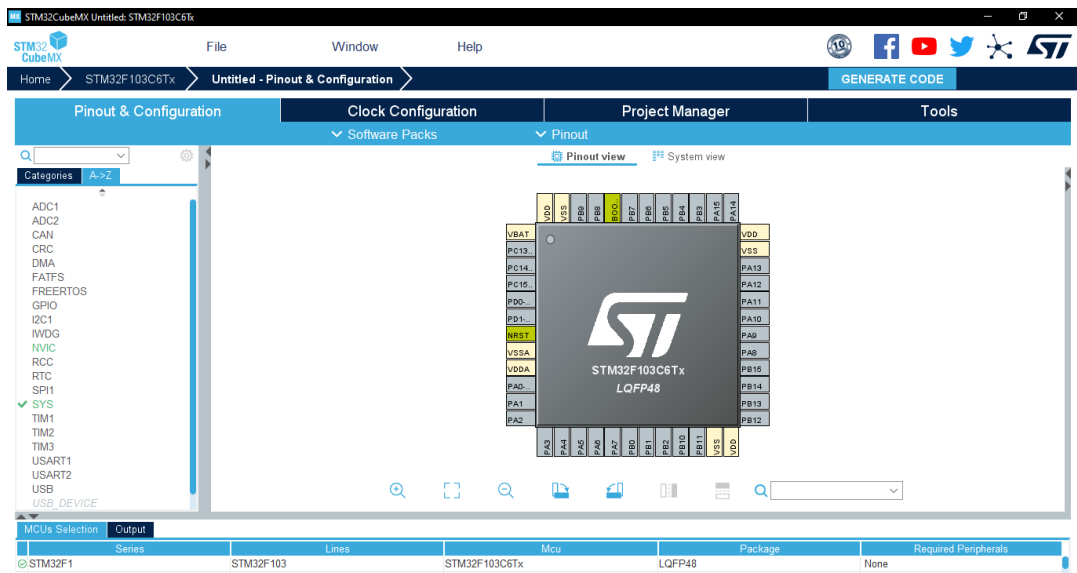 MX STM32CubeMX Untitled: STM32F103C6Tx
STM32 CubeMX
File Window Help
10
Home STM32F103C6Tx Untitled - Pinout & Configuration GENERATE CODE
Pinout & Configuration Clock Configuration Project Manager Tools
Software Packs Pinout
Pinout view System view
Categories A->Z
ADC1
ADC2
CAN
CRC
DMA
FATFS
FREERTOS
GPIO
I2C1
IWDG
NVIC
RCC
RTC
SPI1
SYS
TIM1
TIM2
TIM3
USART1
USART2
USB
USB_DEVICE
VDD VSS PB9 PB8 BOO.. PB7 PB6 PB5 PB4 PB3 PA15 PA14
VBAT
PC13..
PC14..
PC15..
PD0-..
PD1-..
NRST
VSSA
VDDA
PA0-..
PA1
PA2
ST
STM32F103C6Tx
LQFP48
VDD
VSS
PA13
PA12
PA11
PA10
PA9
PA8
PB15
PB14
PB13
PB12
PA3 PA4 PA5 PA6 PA7 PB0 PB1 PB2 PB10 PB11 VSS VDD
MCUs Selection Output
Series Lines Mcu Package Required Peripherals
STM32F1 STM32F103 STM32F103C6Tx LQFP48 None